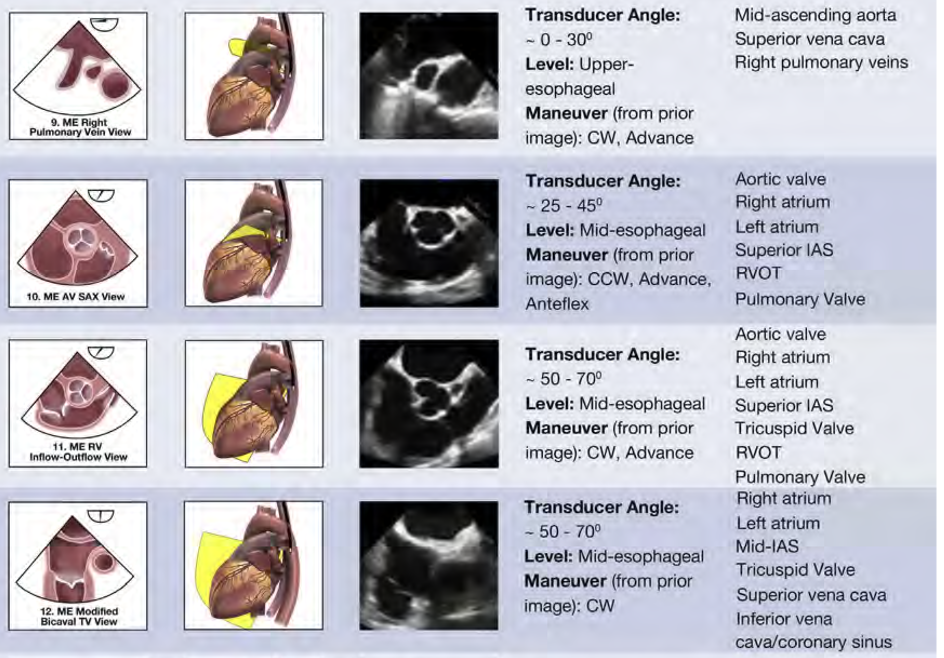 9. ME Right
Pulmonary Vein View
Transducer Angle:
~ 0 - 30⁰
Level: Upper-
esophageal
Maneuver (from prior
image): CW, Advance
Mid-ascending aorta
Superior vena cava
Right pulmonary veins
10. ME AV SAX View
Transducer Angle:
~ 25 - 45⁰
Level: Mid-esophageal
Maneuver (from prior
image): CCW, Advance,
Anteflex
Aortic valve
Right atrium
Left atrium
Superior IAS
RVOT
Pulmonary Valve
11. ME RV
Inflow-Outflow View
Transducer Angle:
~ 50 - 70⁰
Level: Mid-esophageal
Maneuver (from prior
image): CW, Advance
Aortic valve
Right atrium
Left atrium
Superior IAS
Tricuspid Valve
RVOT
Pulmonary Valve
12. ME Modified
Bicaval TV View
Transducer Angle:
~ 50 - 70⁰
Level: Mid-esophageal
Maneuver (from prior
image): CW
Right atrium
Left atrium
Mid-IAS
Tricuspid Valve
Superior vena cava
Inferior vena
cava/coronary sinus